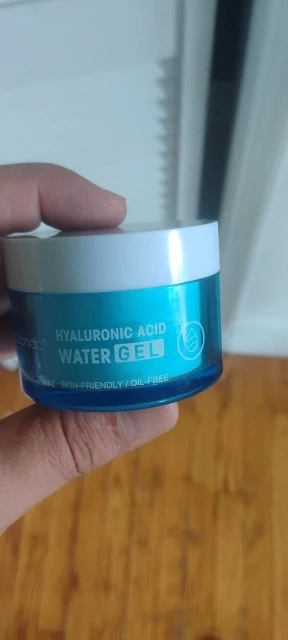 HYALURONIC ACID
WATER GEL
SKIN-FRIENDLY / OIL-FREE